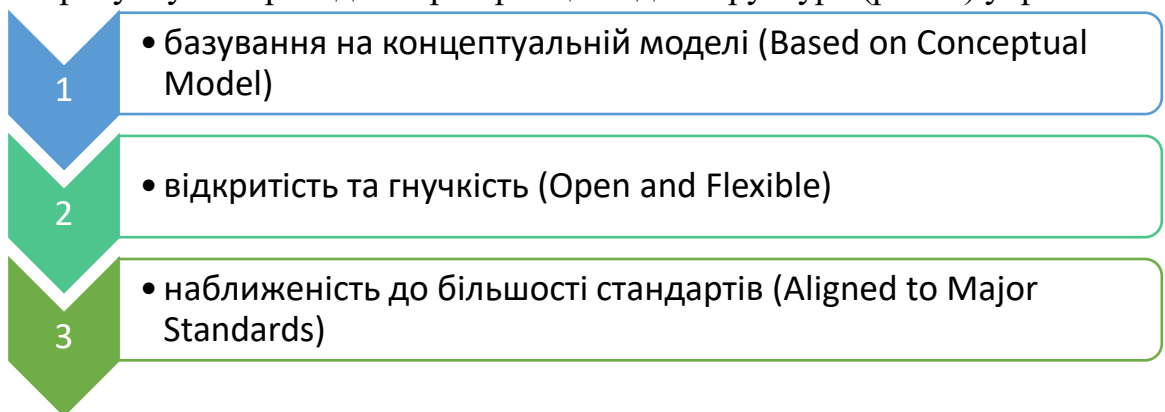 • базування на концептуальній моделі (Based on Conceptual
Model)
1
• відкритість та гнучкість (Open and Flexible)
2
• наближеність до більшості стандартів (Aligned to Major
Standards)
3